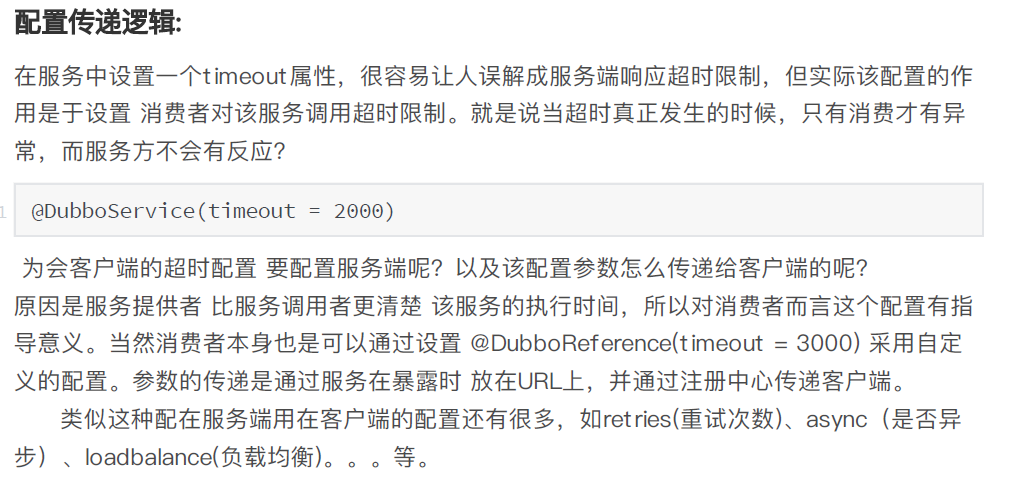 配置传递逻辑:
在服务中设置一个timeout属性，很容易让人误解成服务端响应超时限制，但实际该配置的作
用是于设置 消费者对该服务调用超时限制。就是说当超时真正发生的时候，只有消费才有异
常，而服务方不会有反应？
1
@DubboService(timeout = 2000)
为会客户端的超时配置 要配置服务端呢？以及该配置参数怎么传递给客户端的呢？
原因是服务提供者 比服务调用者更清楚 该服务的执行时间，所以对消费者而言这个配置有指
导意义。当然消费者本身也是可以通过设置 @DubboReference(timeout = 3000) 采用自定
义的配置。参数的传递是通过服务在暴露时 放在URL上，并通过注册中心传递客户端。
类似这种配在服务端用在客户端的配置还有很多，如retries(重试次数)、async（是否异
步）、loadbalance(负载均衡)。。。等。